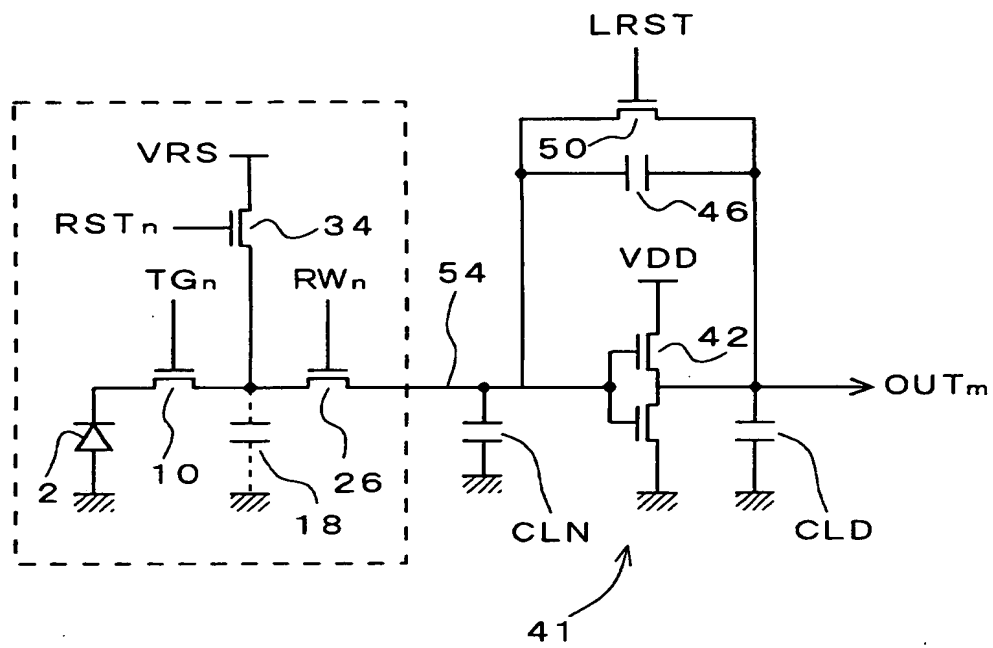 LRST
50
VRS
46
RSTn
34
TGn
RWn
54
VDD
42
OUTm
2
10
18
26
CLN
CLD
41